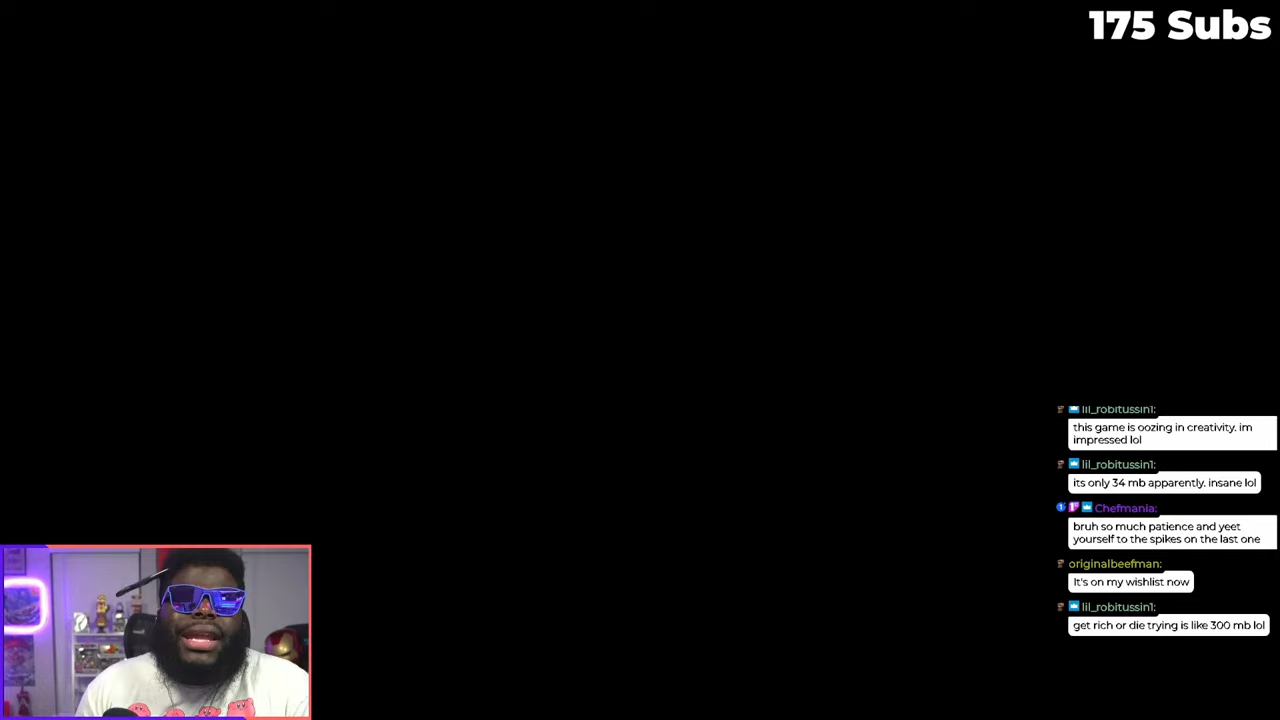 175 Subs
lil_robitussin1:
this game is oozing in creativity. im
impressed lol
lil_robitussin1:
its only 34 mb apparently. insane lol
Chefmania:
bruh so much patience and yeet
yourself to the spikes on the last one
originalbeefman:
It's on my wishlist now
lil_robitussin1:
get rich or die trying is like 300 mb lol